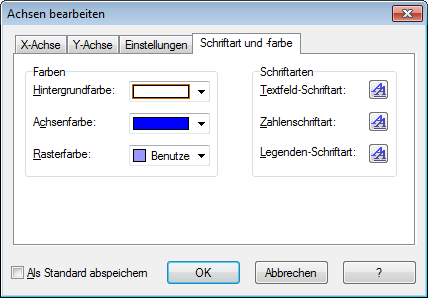 Achsen bearbeiten
X-Achse Y-Achse Einstellungen Schriftart und -farbe
Farben
Hintergrundfarbe:
Achsenfarbe:
Rasterfarbe: Benutze
Schriftarten
Textfeld-Schriftart:
Zahlenschriftart:
Legenden-Schriftart:
Als Standard abspeichern OK Abbrechen ?